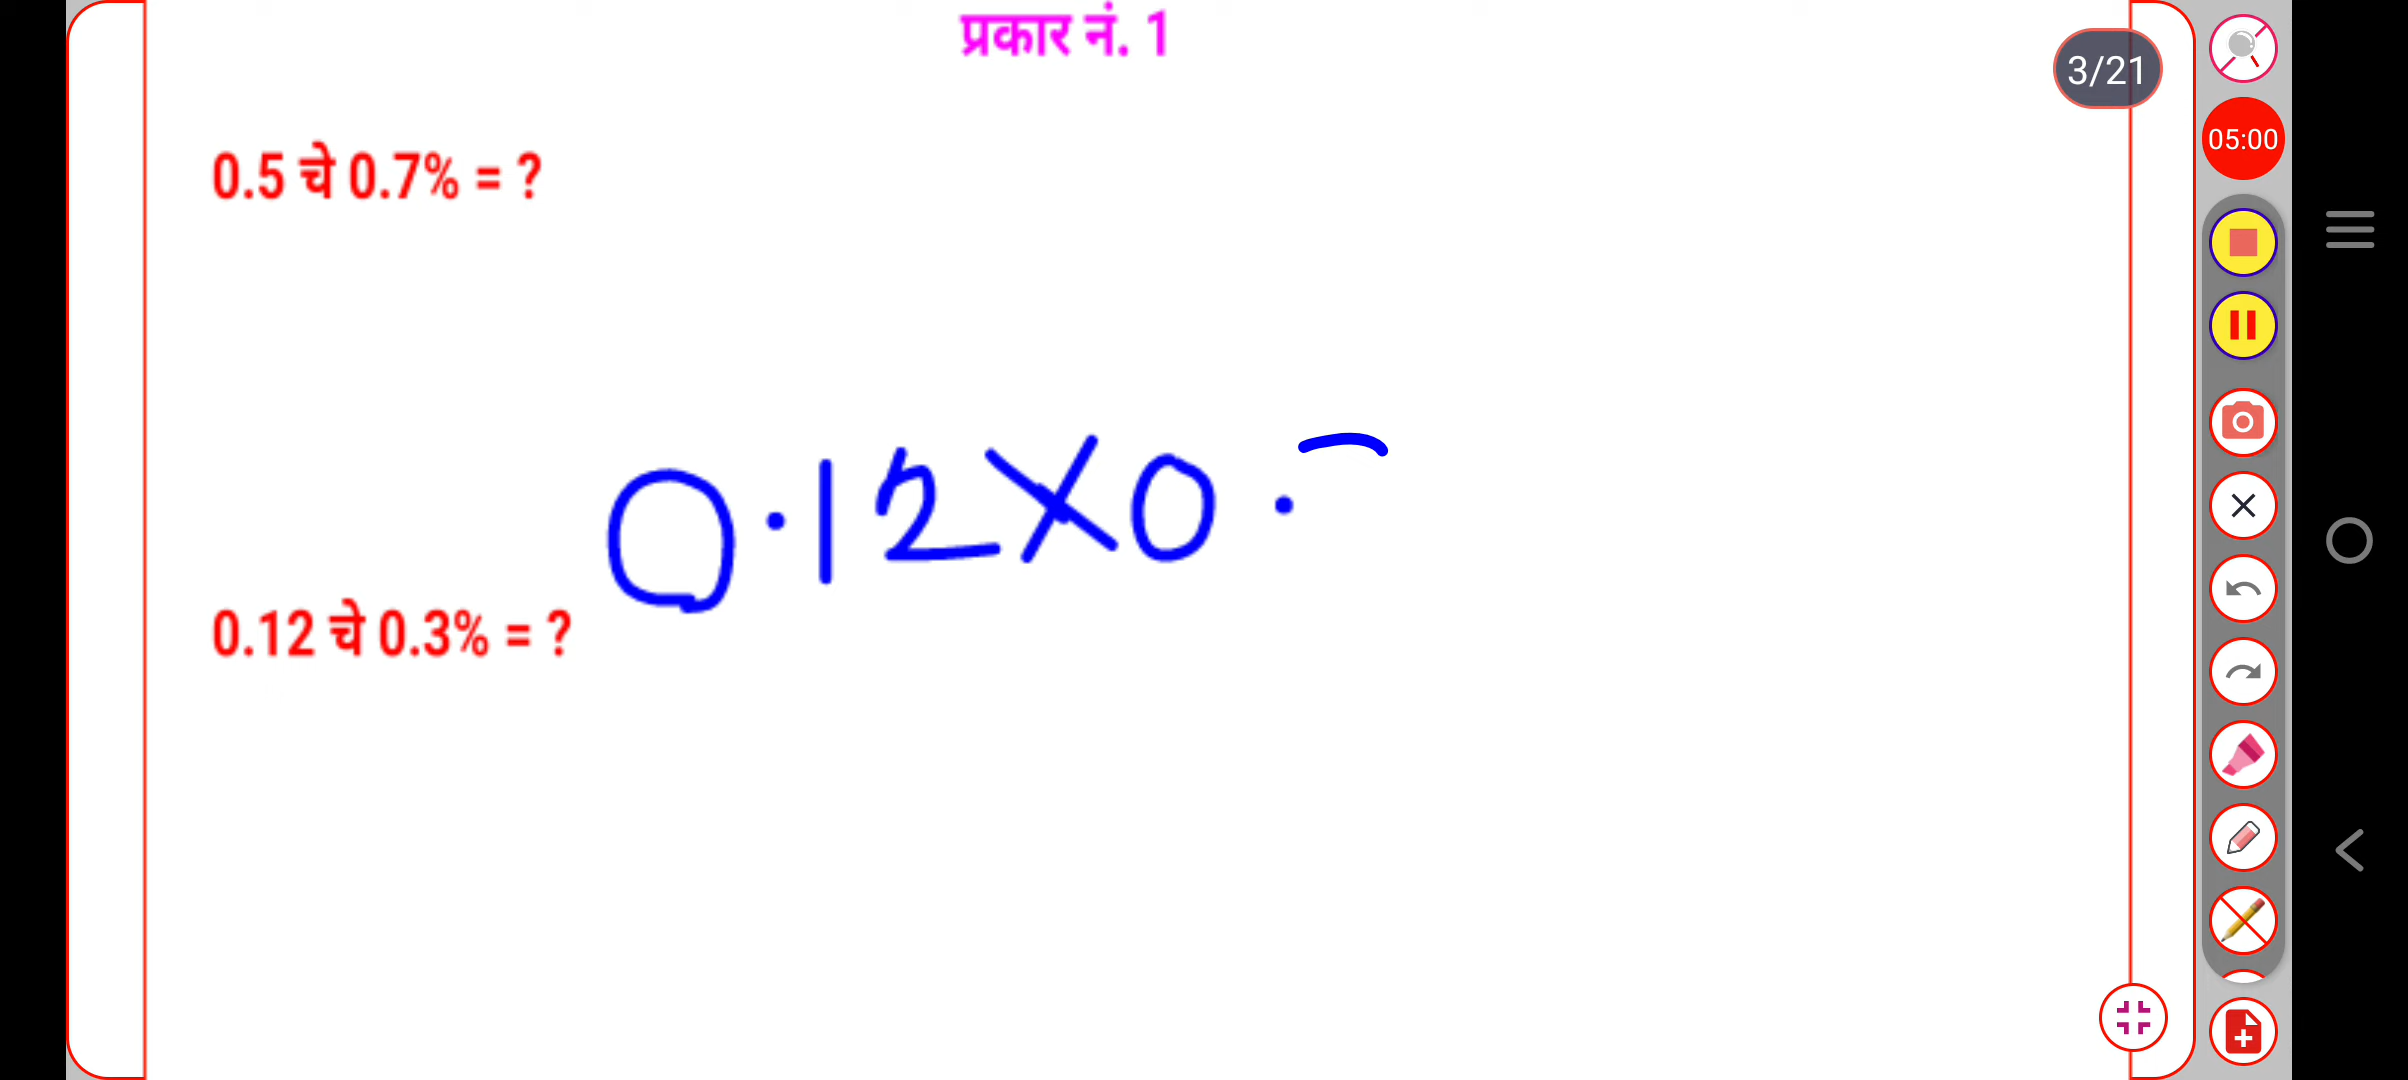 प्रकार नं. 1
3/21
05:00
0.5 चे 0.7% = ?
0.12×0.
0.12 चे 0.3% = ?